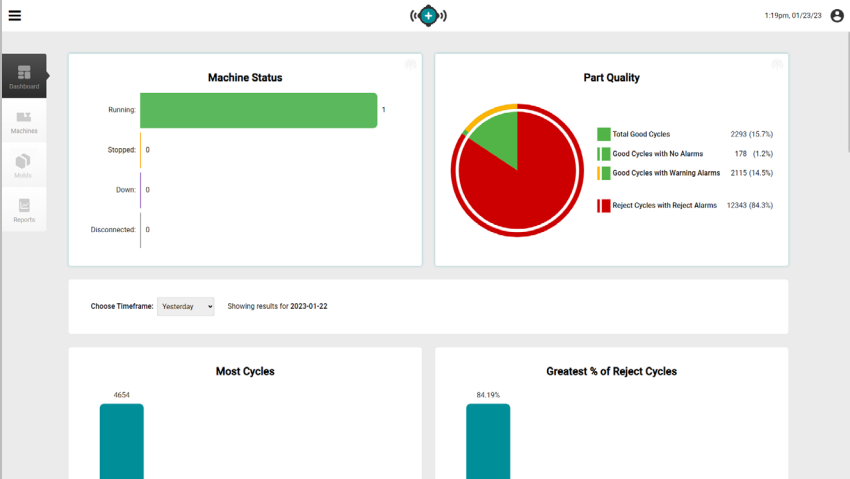 1:19pm, 01/23/23
Dashboard
Machines
Molds
Reports
Machine Status
Running: 1
Stopped: 0
Down: 0
Disconnected: 0
Part Quality
Total Good Cycles 2293 (15.7%)
Good Cycles with No Alarms 178 (1.2%)
Good Cycles with Warning Alarms 2115 (14.5%)
Reject Cycles with Reject Alarms 12343 (84.3%)
Choose Timeframe: Yesterday Showing results for 2023-01-22
Most Cycles
4654
Greatest % of Reject Cycles
84.19%